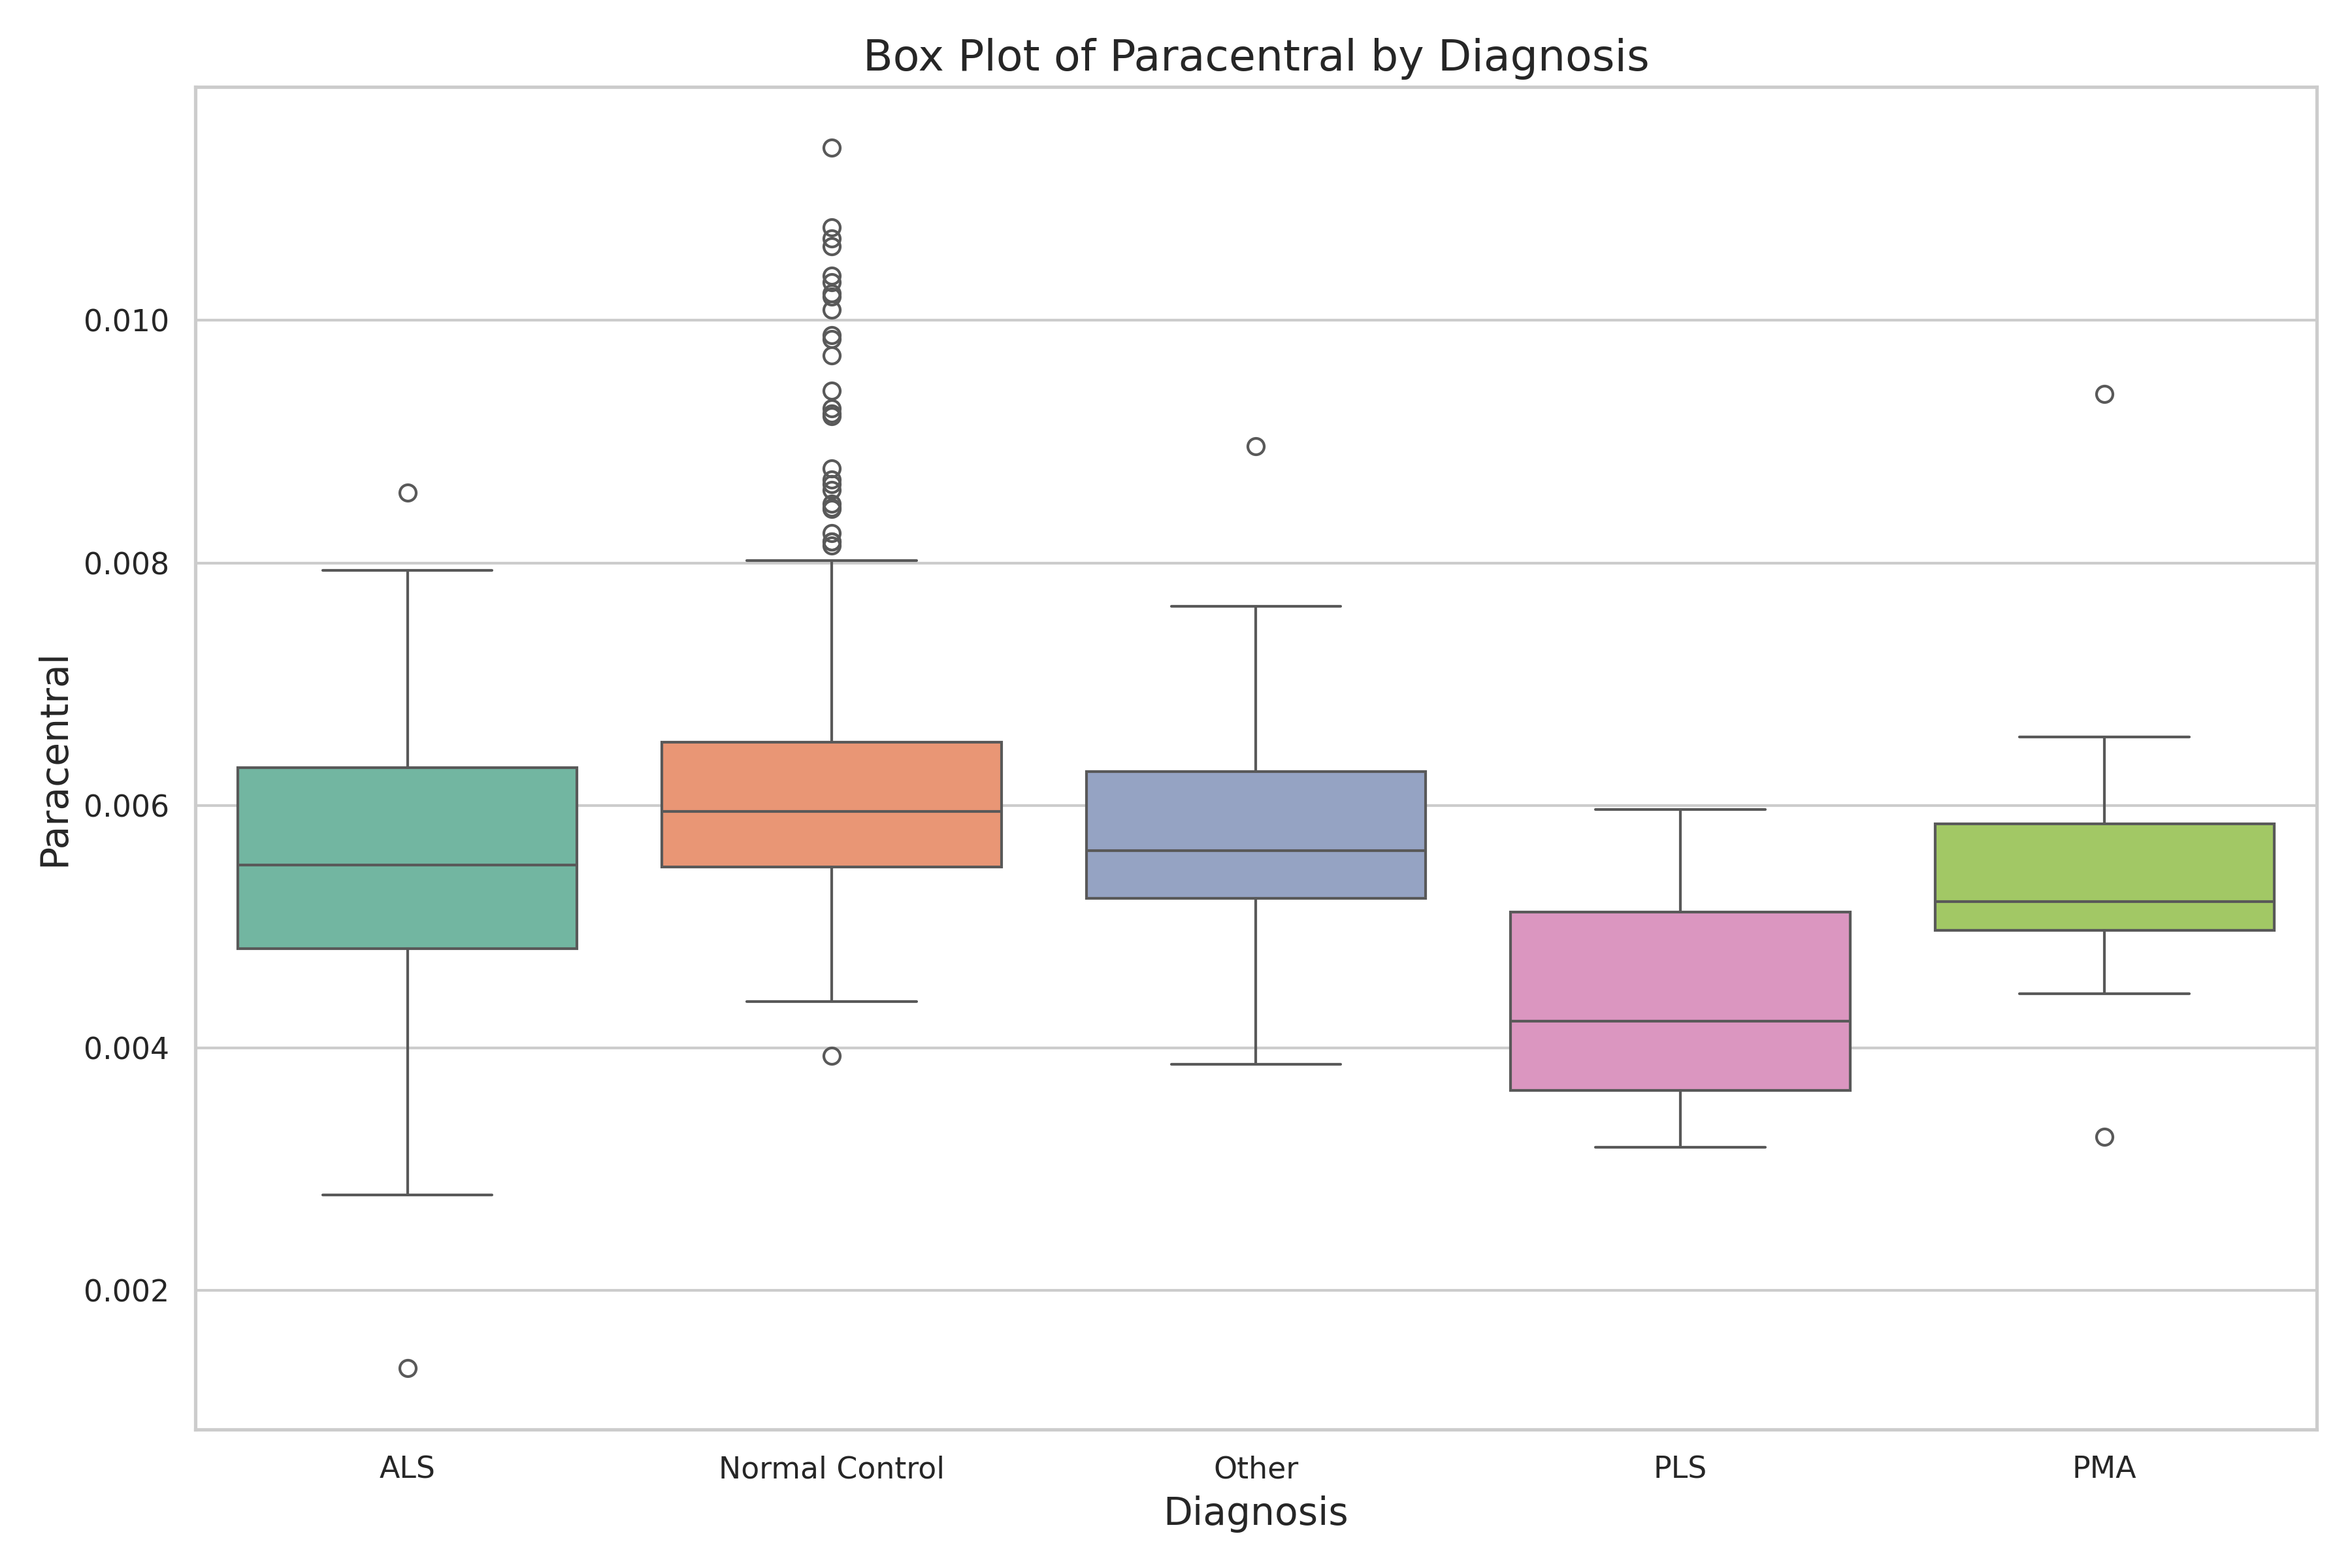 Box Plot of Paracentral by Diagnosis
Paracentral
0.010
0.008
0.006
0.004
0.002
ALS
Normal Control
Other
PLS
PMA
Diagnosis